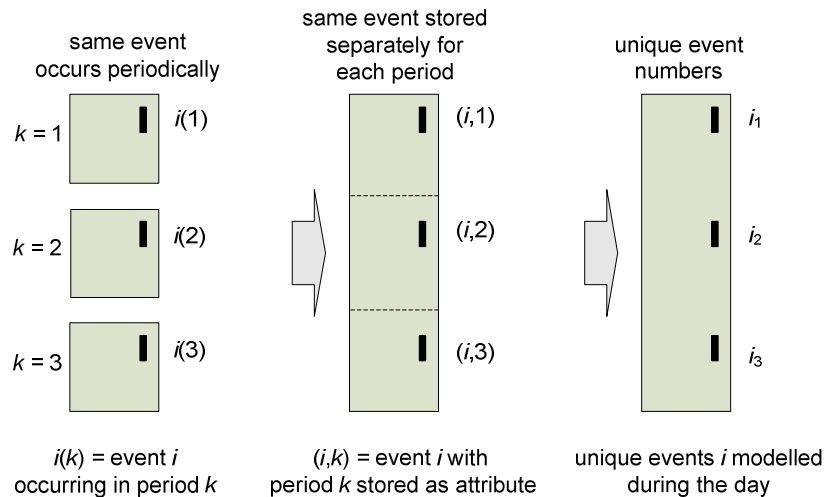 same event
occurs periodically
k = 1
i(1)
k = 2
i(2)
k = 3
i(3)
i(k) = event i
occurring in period k
same event stored
separately for
each period
(i,1)
(i,2)
(i,3)
(i,k) = event i with
period k stored as attribute
unique event
numbers
i₁
i₂
i₃
unique events i modelled
during the day